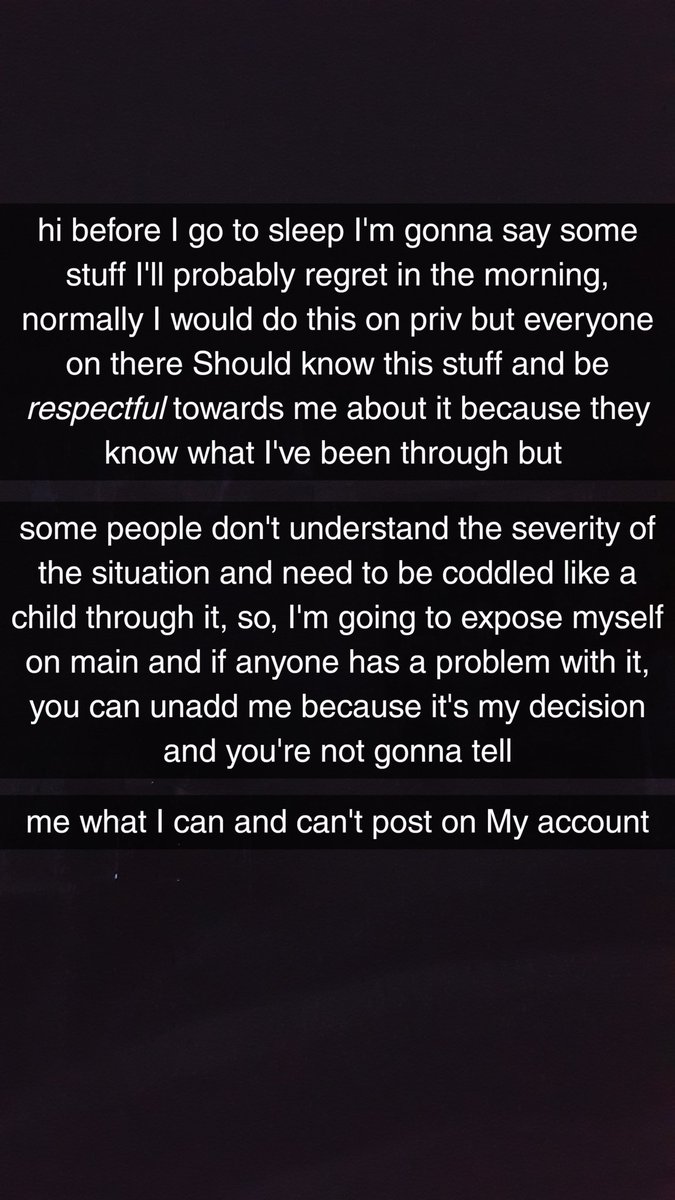 hi before I go to sleep I'm gonna say some
stuff I'll probably regret in the morning,
normally I would do this on priv but everyone
on there Should know this stuff and be
respectful towards me about it because they
know what I've been through but
some people don't understand the severity of
the situation and need to be coddled like a
child through it, so, I'm going to expose myself
on main and if anyone has a problem with it,
you can unadd me because it's my decision
and you're not gonna tell
me what I can and can't post on My account